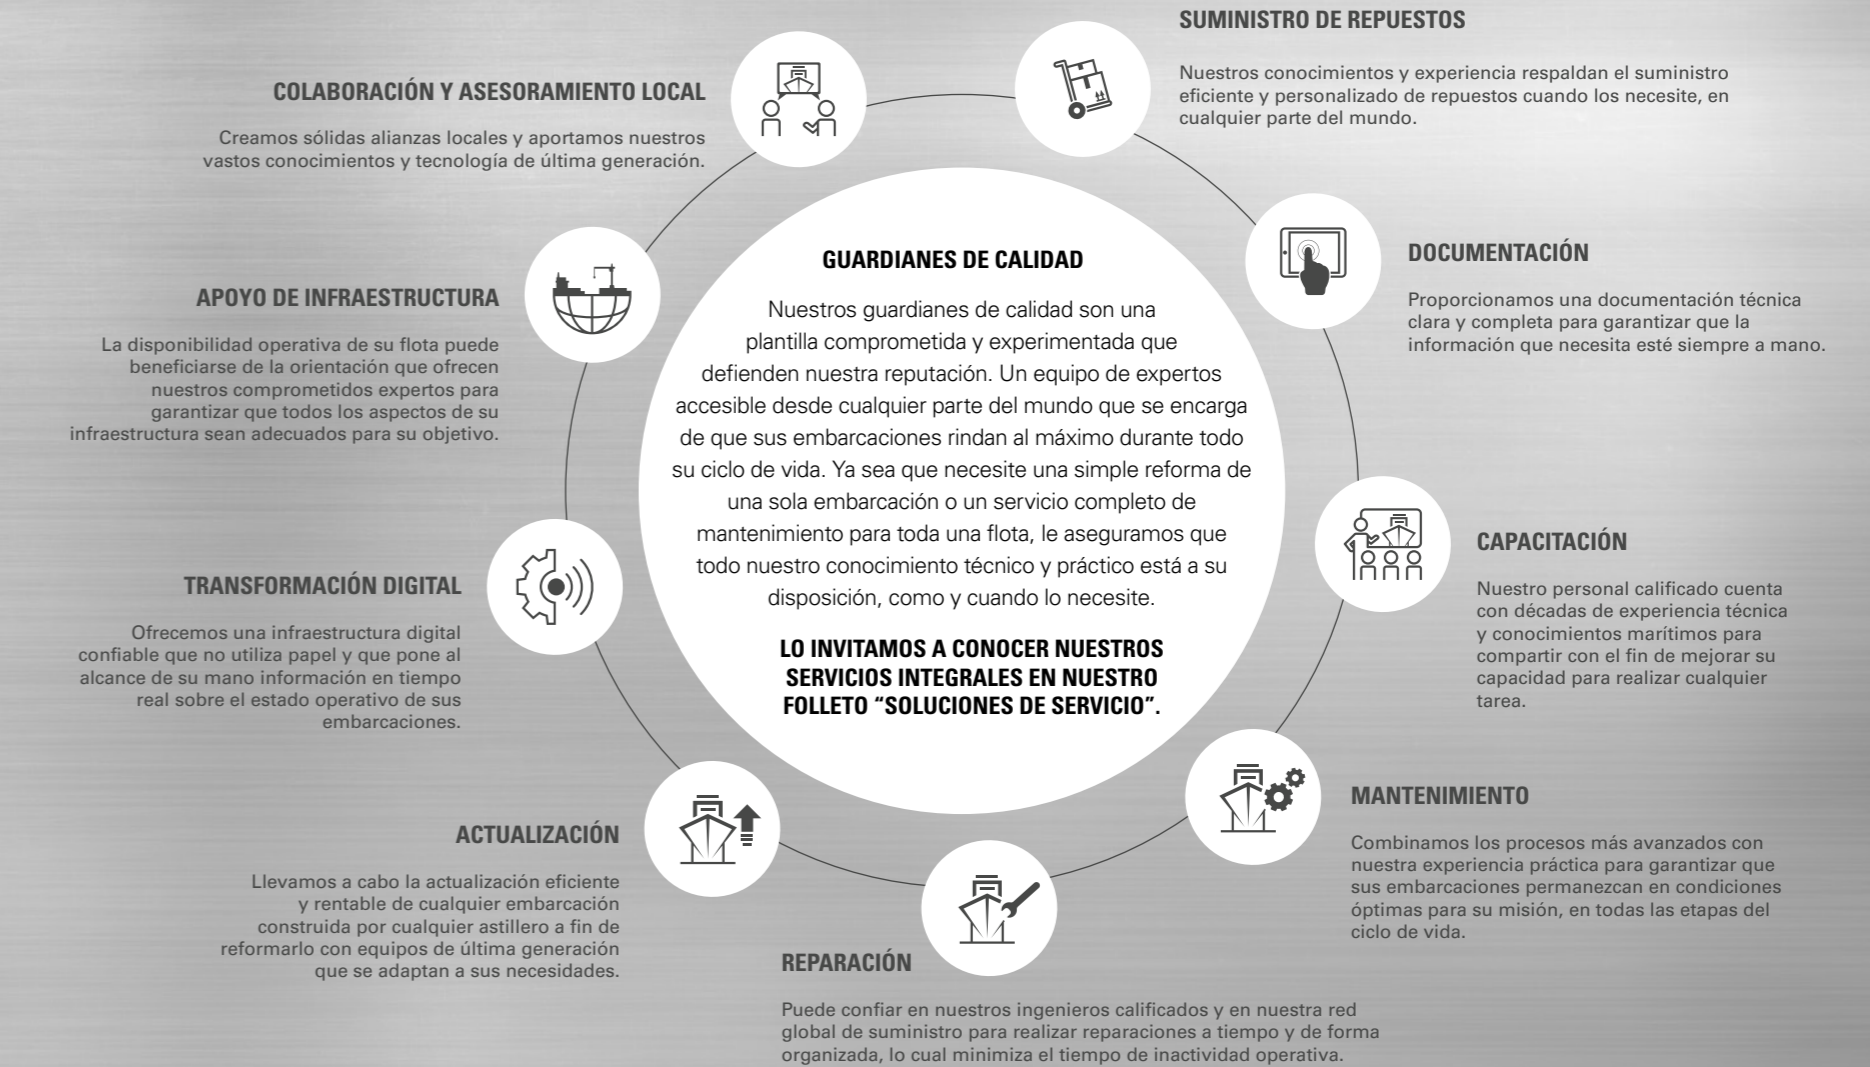 SUMINISTRO DE REPUESTOS
Nuestros conocimientos y experiencia respaldan el suministro
eficiente y personalizado de repuestos cuando los necesite, en
cualquier parte del mundo.
COLABORACIÓN Y ASESORAMIENTO LOCAL
Creamos sólidas alianzas locales y aportamos nuestros
vastos conocimientos y tecnología de última generación.
DOCUMENTACIÓN
Proporcionamos una documentación técnica
clara y completa para garantizar que la
información que necesita esté siempre a mano.
APOYO DE INFRAESTRUCTURA
La disponibilidad operativa de su flota puede
beneficiarse de la orientación que ofrecen
nuestros comprometidos expertos para
garantizar que todos los aspectos de su
infraestructura sean adecuados para su objetivo.
GUARDIANES DE CALIDAD
Nuestros guardianes de calidad son una
plantilla comprometida y experimentada que
defienden nuestra reputación. Un equipo de expertos
accesible desde cualquier parte del mundo que se encarga
de que sus embarcaciones rindan al máximo durante todo
su ciclo de vida. Ya sea que necesite una simple reforma de
una sola embarcación o un servicio completo de
mantenimiento para toda una flota, le aseguramos que
todo nuestro conocimiento técnico y práctico está a su
disposición, como y cuando lo necesite.
LO INVITAMOS A CONOCER NUESTROS
SERVICIOS INTEGRALES EN NUESTRO
FOLLETO “SOLUCIONES DE SERVICIO”.
CAPACITACIÓN
Nuestro personal calificado cuenta
con décadas de experiencia técnica
y conocimientos marítimos para
compartir con el fin de mejorar su
capacidad para realizar cualquier
tarea.
TRANSFORMACIÓN DIGITAL
Ofrecemos una infraestructura digital
confiable que no utiliza papel y que pone al
alcance de su mano información en tiempo
real sobre el estado operativo de sus
embarcaciones.
MANTENIMIENTO
Combinamos los procesos más avanzados con
nuestra experiencia práctica para garantizar que
sus embarcaciones permanezcan en condiciones
óptimas para su misión, en todas las etapas del
ciclo de vida.
ACTUALIZACIÓN
Llevamos a cabo la actualización eficiente
y rentable de cualquier embarcación
construida por cualquier astillero a fin de
reformarlo con equipos de última generación
que se adaptan a sus necesidades.
REPARACIÓN
Puede confiar en nuestros ingenieros calificados y en nuestra red
global de suministro para realizar reparaciones a tiempo y de forma
organizada, lo cual minimiza el tiempo de inactividad operativa.